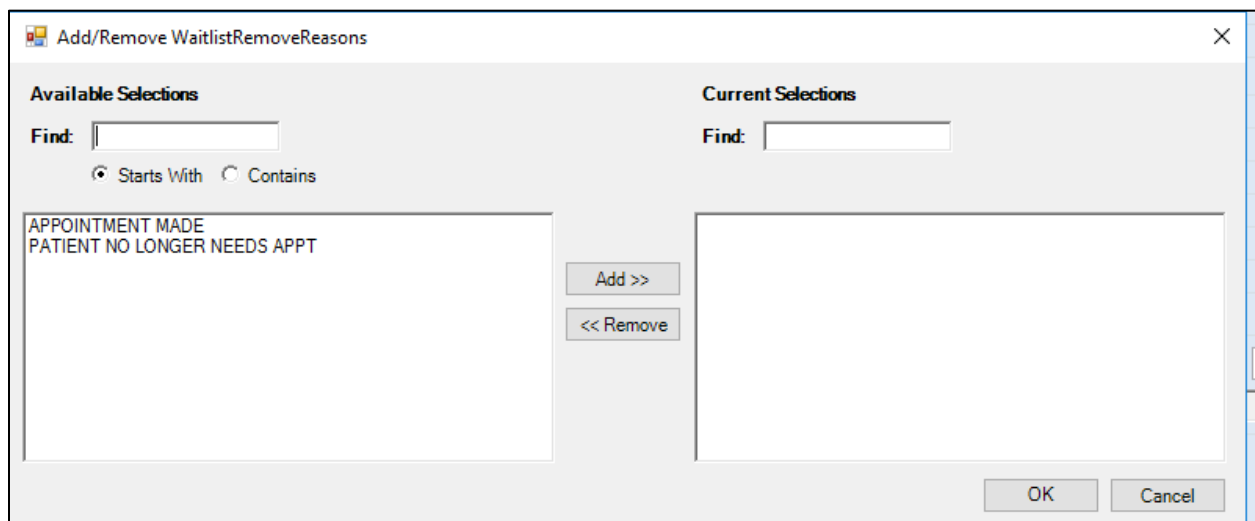 Add/Remove WaitlistRemoveReasons
Available Selections
Find:
Starts With Contains
APPOINTMENT MADE
PATIENT NO LONGER NEEDS APPT
Add >>
<< Remove
Current Selections
Find:
OK Cancel